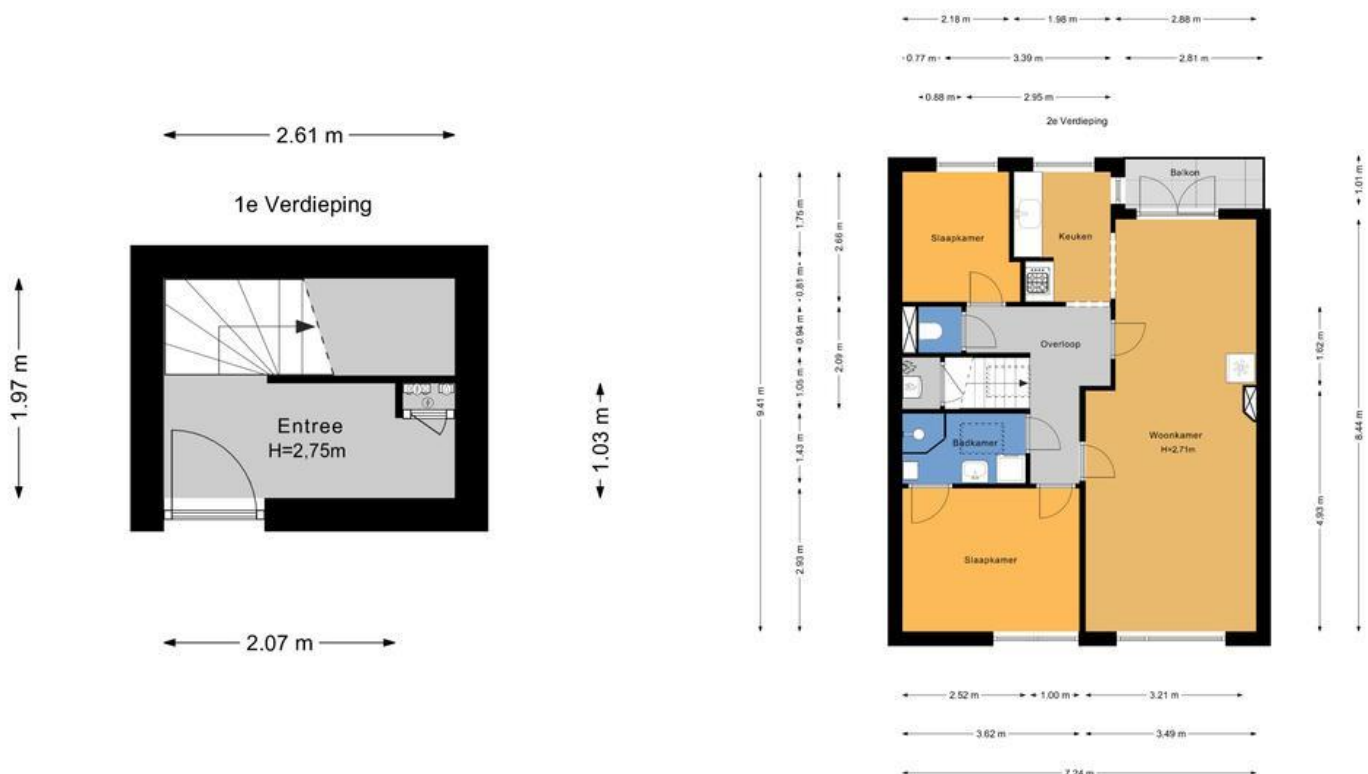 2.61 m
1e Verdieping
1.97 m
Entree
H=2,75m
1.03 m
2.07 m
2.18 m
1.98 m
2.88 m
0.77 m
3.39 m
2.81 m
0.88 m
2.95 m
2e Verdieping
9.41 m
1.75 m
0.81 m
0.94 m
1.05 m
1.43 m
2.93 m
2.66 m
2.09 m
Balkon
Slaapkamer
Keuken
Overloop
Badkamer
Woonkamer
H=2,71m
Slaapkamer
1.01 m
8.44 m
1.62 m
4.93 m
2.52 m
1.00 m
3.21 m
3.62 m
3.49 m
7.24 m